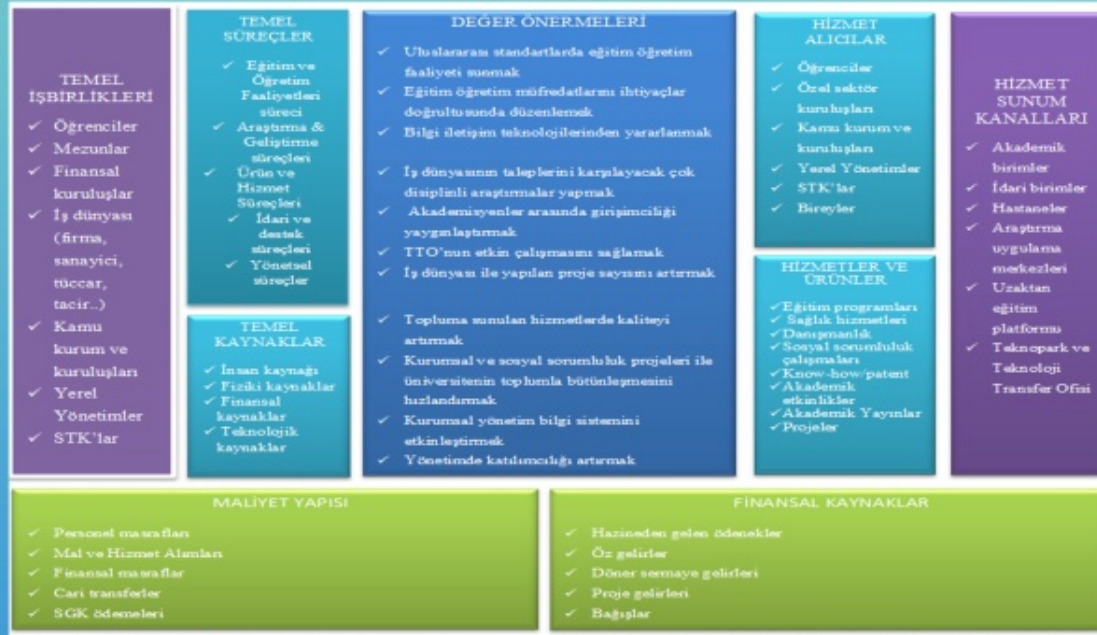 TEMEL
İŞBİRLİKLERİ
✓ Öğrenciler
✓ Mezunlar
✓ Finansal
kuruluşlar
✓ İş dünyası
(firma,
sanayici,
tüccar,
tacir..)
✓ Kamu
kurum ve
kuruluşları
✓ Yerel
Yönetimler
✓ STK'lar
TEMEL
SÜREÇLER
✓ Eğitim ve
Öğretim
Faaliyetleri
süreci
✓ Araştırma &
Geliştirme
süreçleri
✓ Ürün ve
Hizmet
Süreçleri
✓ İdari ve
destek
süreçleri
✓ Yönetsel
süreçler
TEMEL
KAYNAKLAR
✓ İnsan kaynağı
✓ Fiziki kaynaklar
✓ Finansal
kaynaklar
✓ Teknolojik
kaynaklar
DEĞER ÖNERMELERİ
✓ Uluslararası standartlarda eğitim öğretim
faaliyeti sunmak
✓ Eğitim öğretim müfredatlarını ihtiyaçlar
doğrultusunda düzenlemek
✓ Bilgi iletişim teknolojilerinden yararlanmak
✓ İş dünyasının taleplerini karşılayacak çok
disiplinli araştırmalar yapmak
✓ Akademisyenler arasında girişimciliği
yaygınlaştırmak
✓ TTO'nun etkin çalışmasını sağlamak
✓ İş dünyası ile yapılan proje sayısını artırmak
✓ Topluma sunulan hizmetlerde kaliteyi
artırmak
✓ Kurumsal ve sosyal sorumluluk projeleri ile
üniversitenin toplumla bütünleşmesini
hızlandırmak
✓ Kurumsal yönetim bilgi sistemini
etkinleştirmek
✓ Yönetimde katılımcılığı artırmak
HİZMET
ALICILAR
✓ Öğrenciler
✓ Özel sektör
kuruluşları
✓ Kamu kurum ve
kuruluşları
✓ Yerel Yönetimler
✓ STK'lar
✓ Bireyler
HİZMETLER VE
ÜRÜNLER
✓ Eğitim programları
✓ Sağlık hizmetleri
✓ Danışmanlık
✓ Sosyal sorumluluk
çalışmaları
✓ Know-how/patent
✓ Akademik
etkinlikler
✓ Akademik Yayınlar
✓ Projeler
HİZMET
SUNUM
KANALLARI
✓ Akademik
birimler
✓ İdari birimler
✓ Hastaneler
✓ Araştırma
uygulama
merkezleri
✓ Uzaktan
eğitim
platformu
✓ Teknopark ve
Teknoloji
Transfer Ofisi
MALİYET YAPISI
✓ Personel masrafları
✓ Mal ve Hizmet Alımları
✓ Finansal masraflar
✓ Cari transferler
✓ SGK ödemeleri
FİNANSAL KAYNAKLAR
✓ Hazineden gelen ödenekler
✓ Öz gelirler
✓ Döner sermaye gelirleri
✓ Proje gelirleri
✓ Bağışlar